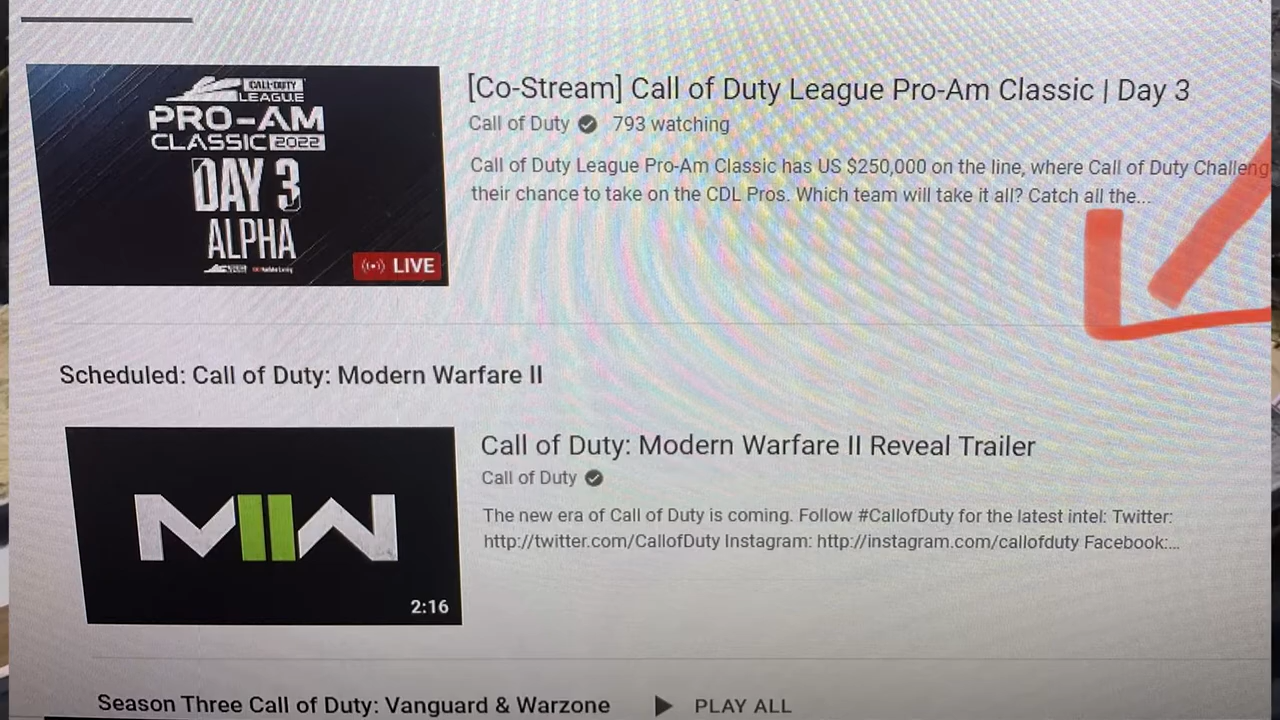 CALL OF DUTY
LEAGUE
PRO-AM
CLASSIC 2022
DAY 3
ALPHA
LIVE
[Co-Stream] Call of Duty League Pro-Am Classic | Day 3
Call of Duty 793 watching
Call of Duty League Pro-Am Classic has US $250,000 on the line, where Call of Duty Challeng
their chance to take on the CDL Pros. Which team will take it all? Catch all the...
Scheduled: Call of Duty: Modern Warfare II
MIIW
2:16
Call of Duty: Modern Warfare II Reveal Trailer
Call of Duty
The new era of Call of Duty is coming. Follow #CallofDuty for the latest intel: Twitter:
http://twitter.com/CallofDuty Instagram: http://instagram.com/callofduty Facebook:...
Season Three Call of Duty: Vanguard & Warzone
PLAY ALL